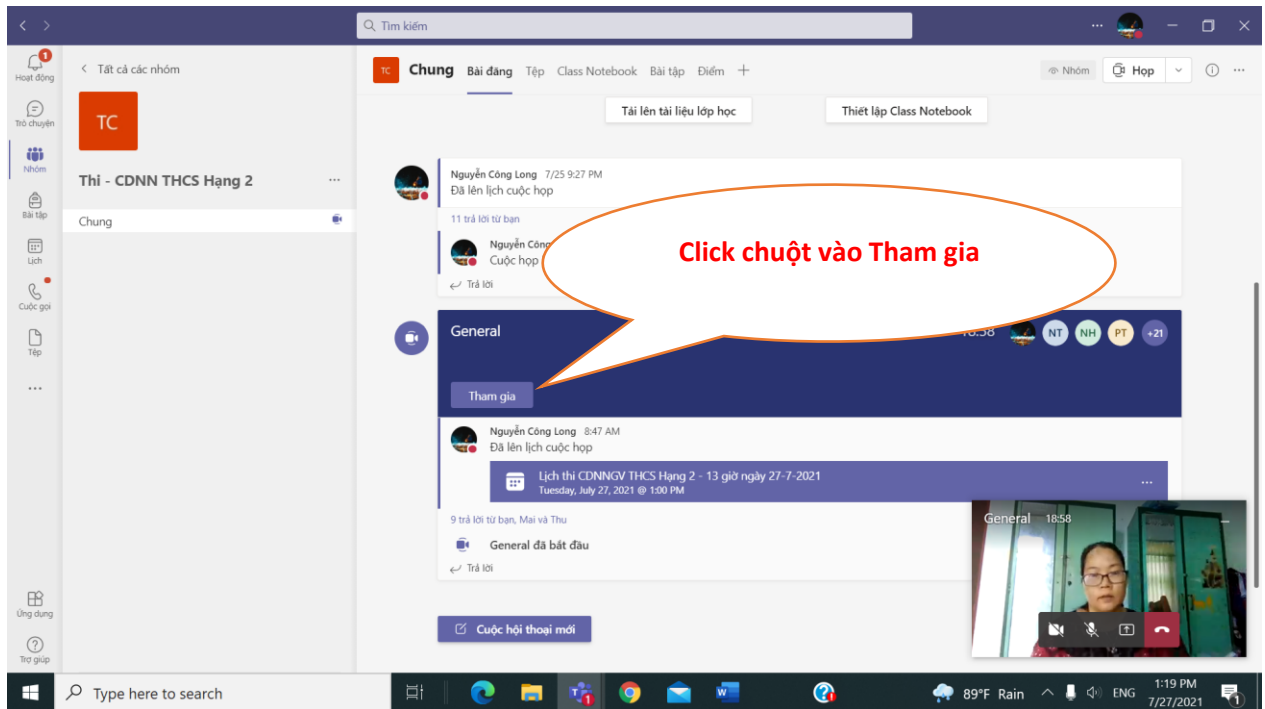 Tìm kiếm
...
1
Hoạt động
Trò chuyện
Nhóm
Bài tập
Lịch
Cuộc gọi
Tệp
...
Ứng dụng
Trợ giúp
Tất cả các nhóm
TC
Thi - CDNN THCS Hạng 2 ...
Chung
TC Chung Bài đăng Tệp Class Notebook Bài tập Điểm + Nhóm Họp ...
Tải lên tài liệu lớp học Thiết lập Class Notebook
Nguyễn Công Long 7/25 9:27 PM
Đã lên lịch cuộc họp
11 trả lời từ bạn
Nguyễn Công
Cuộc họp
Trả lời
Click chuột vào Tham gia
General 18:58 NT NH PT +21
Tham gia
Nguyễn Công Long 8:47 AM
Đã lên lịch cuộc họp
Lịch thi CDNNGV THCS Hạng 2 - 13 giờ ngày 27-7-2021 ...
Tuesday, July 27, 2021 @ 1:00 PM
9 trả lời từ bạn, Mai và Thu
General đã bắt đầu
Trả lời
Cuộc hội thoại mới
General 18:58
Type here to search
W
89°F Rain ENG
1:19 PM
7/27/2021
1